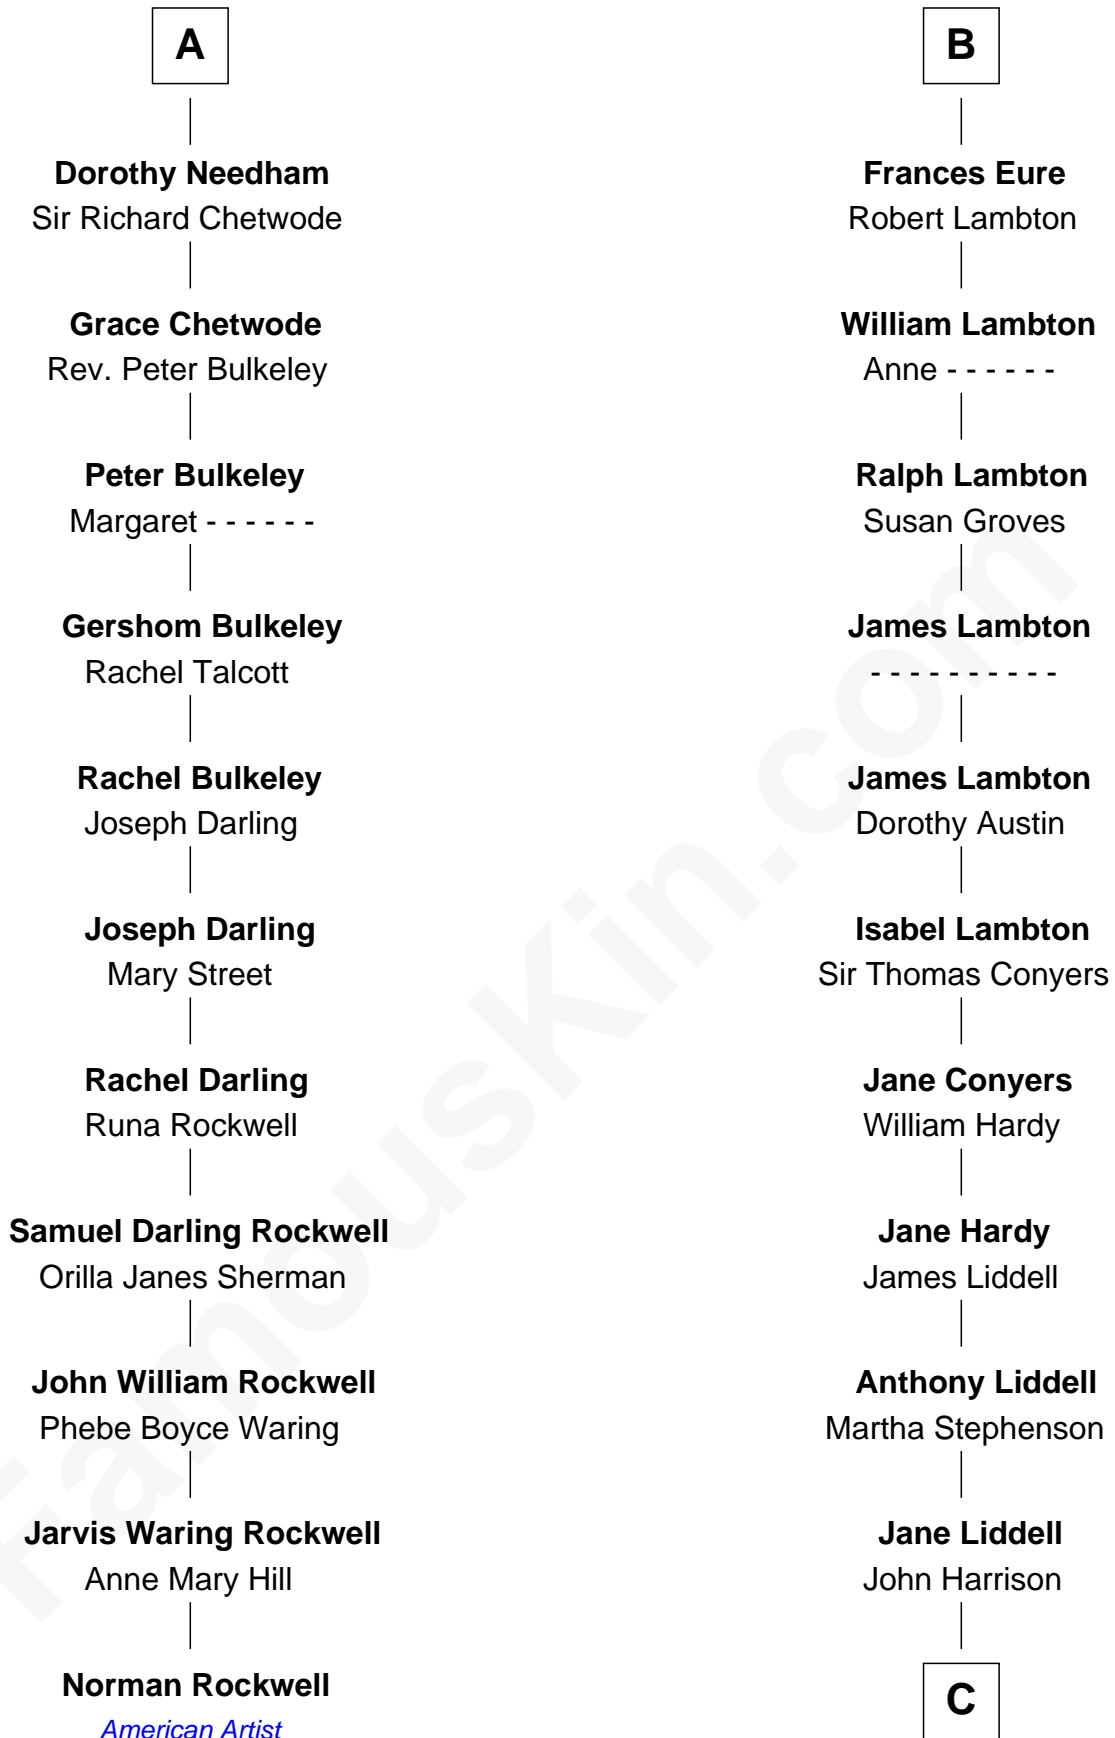 A
Dorothy Needham
Sir Richard Chetwode
Grace Chetwode
Rev. Peter Bulkeley
Peter Bulkeley
Margaret - - - - - -
Gershom Bulkeley
Rachel Talcott
Rachel Bulkeley
Joseph Darling
Joseph Darling
Mary Street
Rachel Darling
Runa Rockwell
Samuel Darling Rockwell
Orilla Janes Sherman
John William Rockwell
Phebe Boyce Waring
Jarvis Waring Rockwell
Anne Mary Hill
Norman Rockwell
American Artist
B
Frances Eure
Robert Lambton
William Lambton
Anne - - - - - -
Ralph Lambton
Susan Groves
James Lambton
- - - - - - - - - -
James Lambton
Dorothy Austin
Isabel Lambton
Sir Thomas Conyers
Jane Conyers
William Hardy
Jane Hardy
James Liddell
Anthony Liddell
Martha Stephenson
Jane Liddell
John Harrison
C
FamousKin.com